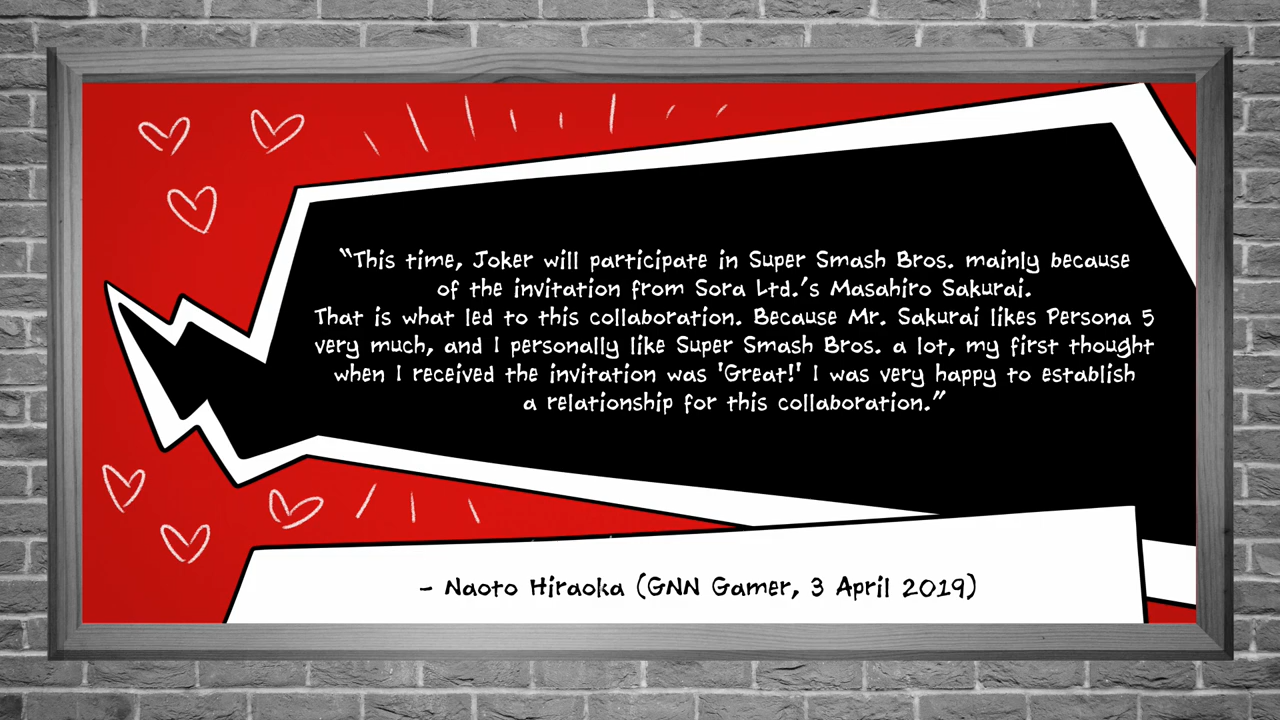 “This time, Joker will participate in Super Smash Bros. mainly because
of the invitation from Sora Ltd.’s Masahiro Sakurai.
That is what led to this collaboration. Because Mr. Sakurai likes Persona 5
very much, and I personally like Super Smash Bros. a lot, my first thought
when I received the invitation was 'Great!' I was very happy to establish
a relationship for this collaboration.”
– Naoto Hiraoka (GNN Gamer, 3 April 2019)